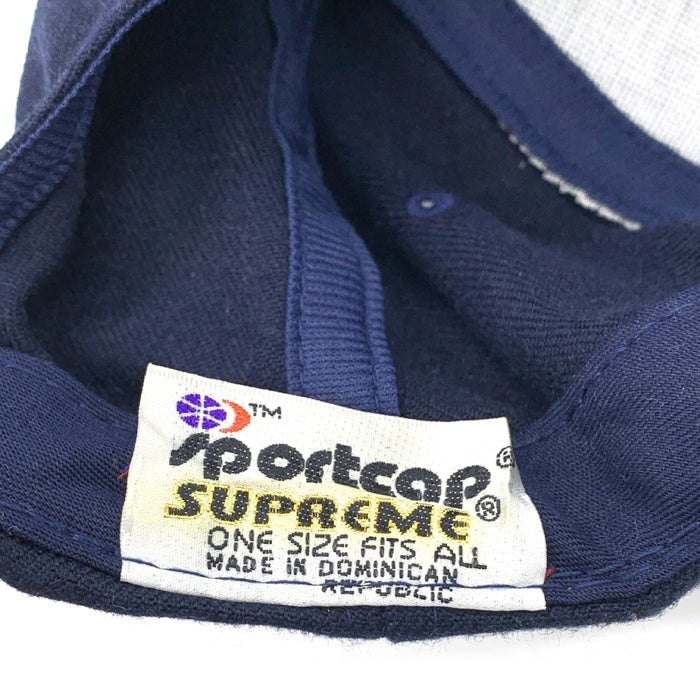 TM
sportcap®
SUPREME®
ONE SIZE FITS ALL
MADE IN DOMINICAN
REPUBLIC